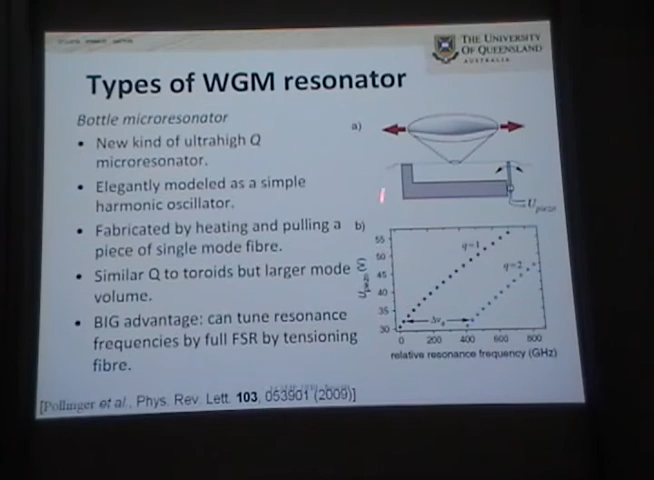 THE UNIVERSITY
OF QUEENSLAND
AUSTRALIA
Types of WGM resonator
Bottle microresonator
• New kind of ultrahigh Q
microresonator.
• Elegantly modeled as a simple
harmonic oscillator.
• Fabricated by heating and pulling a
piece of single mode fibre.
• Similar Q to toroids but larger mode
volume.
• BIG advantage: can tune resonance
frequencies by full FSR by tensioning
fibre.
[Pollinger et al., Phys. Rev. Lett. 103, 053901 (2009)]
a)
U piezo
b)
U piezo (V)
55
50
45
40
35
30
q=1
q=2
Δν
0 200 400 600 800
relative resonance frequency (GHz)